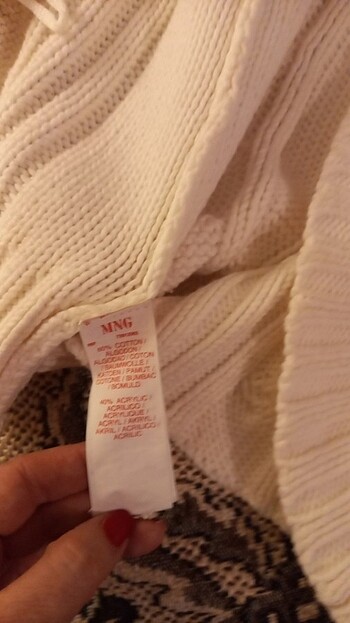 MNG
60% COTTON /
ALGODON /
ALGODAO / COTON
/ BAUMWOLLE /
KATOEN / PAMUT /
COTONE / BUMBAC
/ BOMULD
40% ACRYLIC /
ACRILICO /
ACRYLIQUE /
ACRYL / AKRYL /
AKRIL / ACRILICO /
ACRILIC